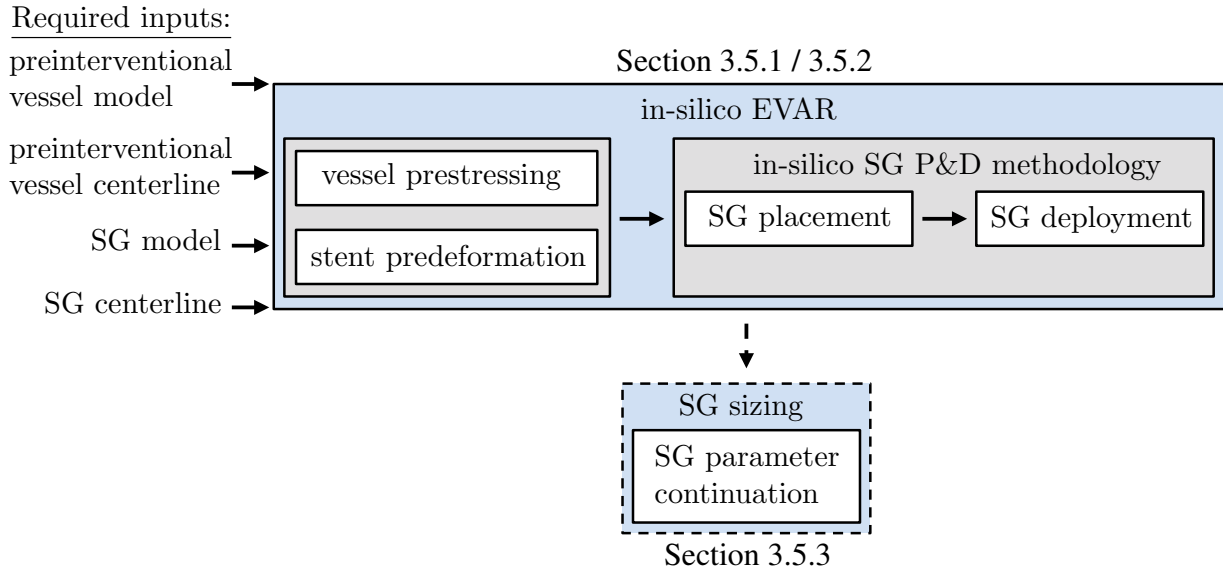 Required inputs:
preinterventional
vessel model
preinterventional
vessel centerline
SG model
SG centerline
Section 3.5.1 / 3.5.2
in-silico EVAR
vessel prestressing
stent predeformation
in-silico SG P&D methodology
SG placement
SG deployment
SG sizing
SG parameter
continuation
Section 3.5.3